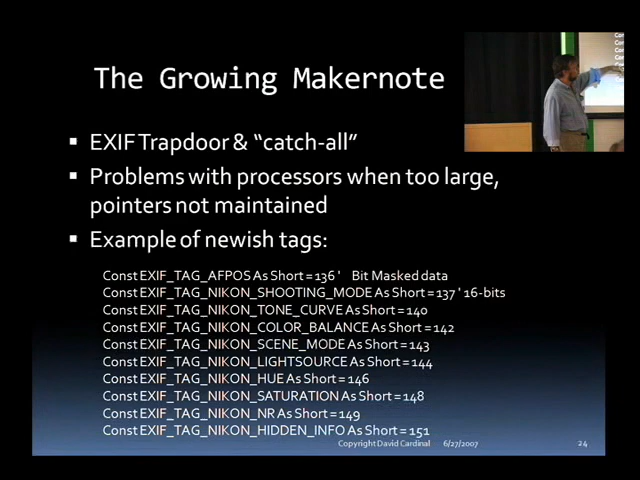 The Growing Makernote
▪ EXIF Trapdoor & “catch-all”
▪ Problems with processors when too large,
pointers not maintained
▪ Example of newish tags:
Const EXIF_TAG_AFPOS As Short = 136 ' Bit Masked data
Const EXIF_TAG_NIKON_SHOOTING_MODE As Short = 137 ' 16-bits
Const EXIF_TAG_NIKON_TONE_CURVE As Short = 140
Const EXIF_TAG_NIKON_COLOR_BALANCE As Short = 142
Const EXIF_TAG_NIKON_SCENE_MODE As Short = 143
Const EXIF_TAG_NIKON_LIGHTSOURCE As Short = 144
Const EXIF_TAG_NIKON_HUE As Short = 146
Const EXIF_TAG_NIKON_SATURATION As Short = 148
Const EXIF_TAG_NIKON_NR As Short = 149
Const EXIF_TAG_NIKON_HIDDEN_INFO As Short = 151
Copyright David Cardinal 6/27/2007 24